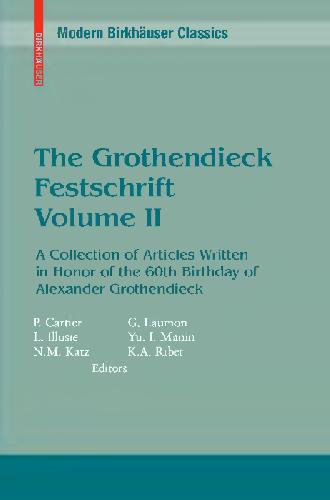 BIRKHÄUSER
Modern Birkhäuser Classics
The Grothendieck
Festschrift
Volume II
A Collection of Articles Written
in Honor of the 60th Birthday of
Alexander Grothendieck
P. Cartier G. Laumon
L. Illusie Yu. I. Manin
N.M. Katz K.A. Ribet
Editors